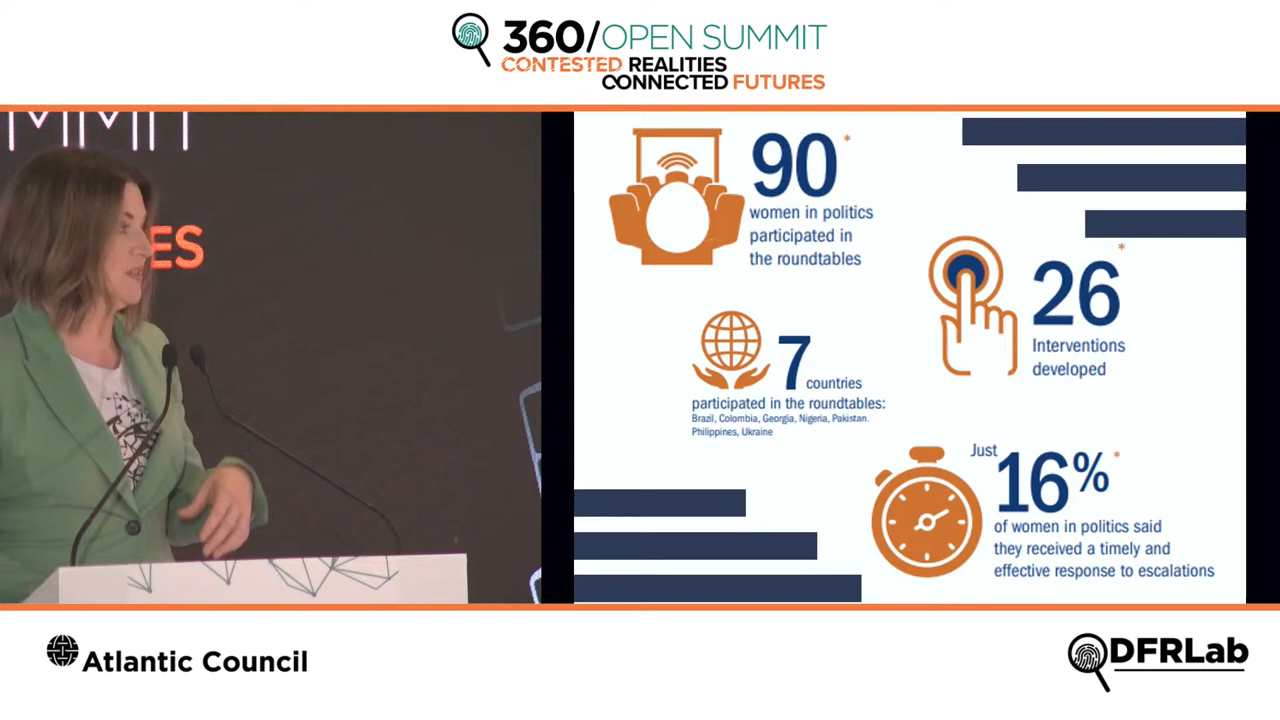 360/OPEN SUMMIT
CONTESTED REALITIES
CONNECTED FUTURES
ES
90*
women in politics
participated in
the roundtables
26*
Interventions
developed
7 countries
participated in the roundtables:
Brazil, Colombia, Georgia, Nigeria, Pakistan.
Philippines, Ukraine
Just
16%*
of women in politics said
they received a timely and
effective response to escalations
Atlantic Council
DFRLab